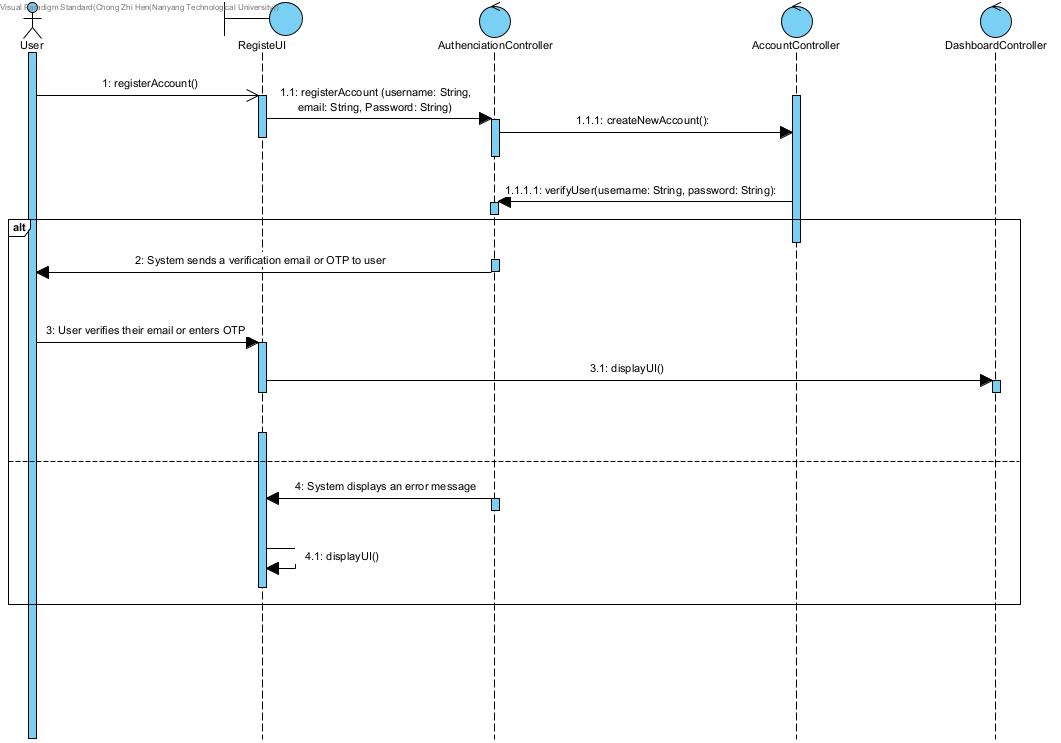 Visual Paradigm Standard(Chong Zhi Hen(Nanyang Technological University))
User
RegisteUI
AuthenciationController
AccountController
DashboardController
1: registerAccount()
1.1: registerAccount (username: String,
email: String, Password: String)
1.1.1: createNewAccount():
1.1.1.1: verifyUser(username: String, password: String):
alt
2: System sends a verification email or OTP to user
3: User verifies their email or enters OTP
3.1: displayUI()
4: System displays an error message
4.1: displayUI()